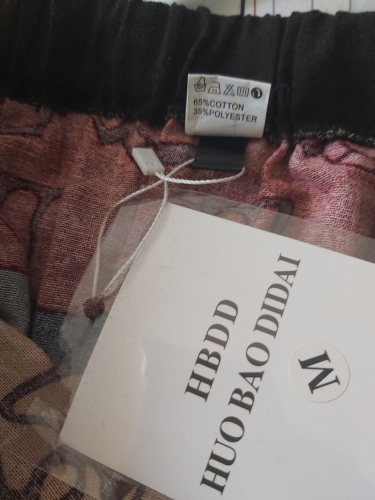 65%COTTON
35%POLYESTER
HBDD
HUO BAO DIDAI
M